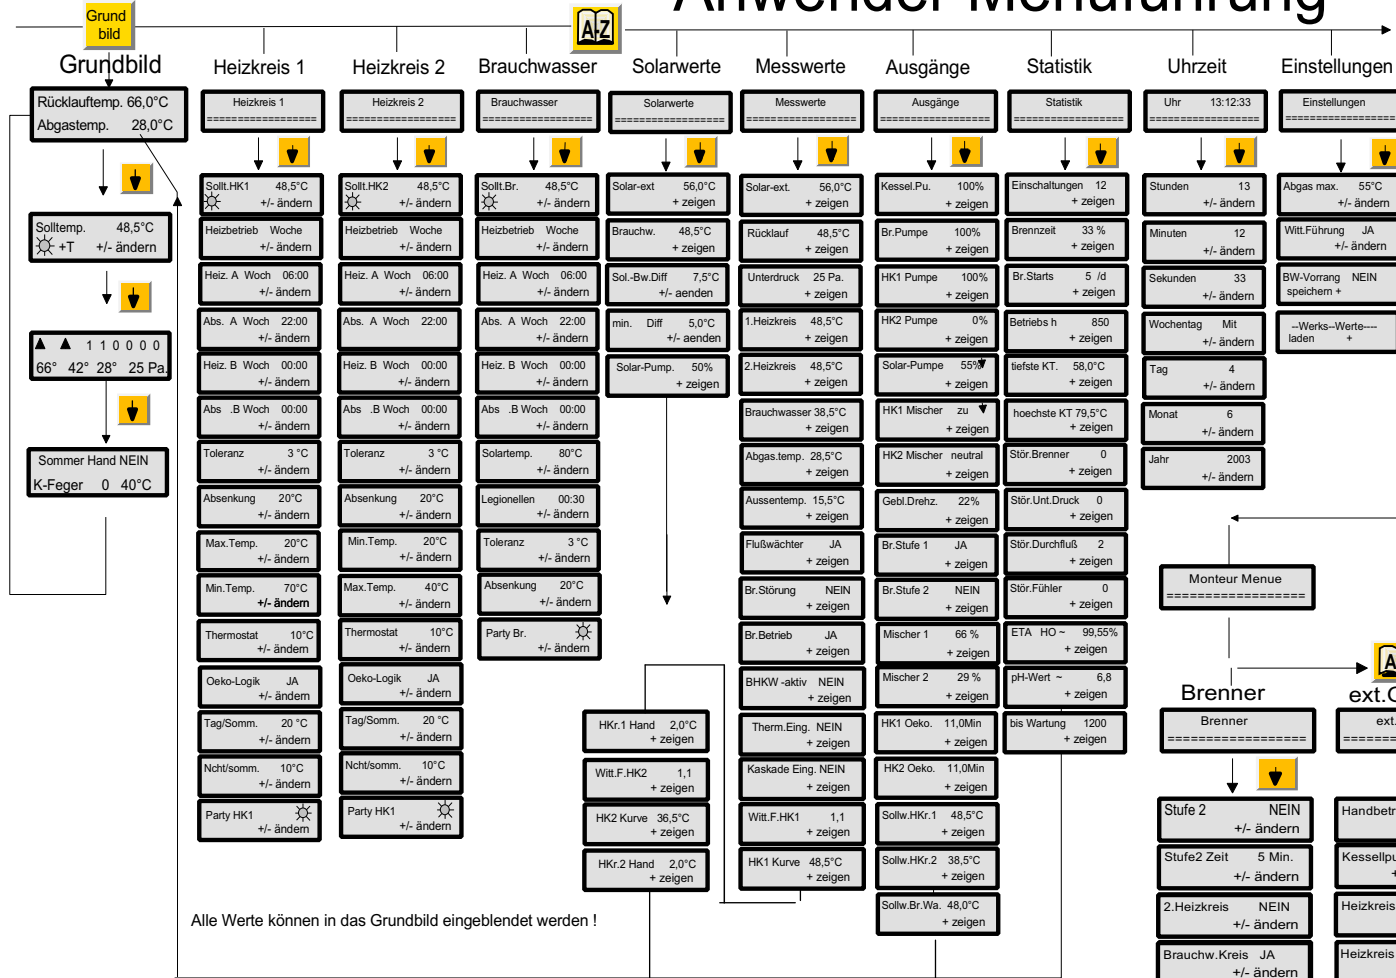 Anwender Menuführung
Grund
bild
A-Z
Grundbild
Rücklauftemp. 66,0°C
Abgastemp. 28,0°C
Solltemp. 48,5°C
+T +/- ändern
1 1 0 0 0 0
66° 42° 28° 25 Pa.
Sommer Hand NEIN
K-Feger 0 40°C
Heizkreis 1
Heizkreis 1
==================
Sollt.HK1 48,5°C
+/- ändern
Heizbetrieb Woche
+/- ändern
Heiz. A Woch 06:00
+/- ändern
Abs. A Woch 22:00
+/- ändern
Heiz. B Woch 00:00
+/- ändern
Abs .B Woch 00:00
+/- ändern
Toleranz 3 °C
+/- ändern
Absenkung 20°C
+/- ändern
Max.Temp. 20°C
+/- ändern
Min.Temp. 70°C
+/- ändern
Thermostat 10°C
+/- ändern
Oeko-Logik JA
+/- ändern
Tag/Somm. 20 °C
+/- ändern
Ncht/somm. 10°C
+/- ändern
Party HK1
+/- ändern
Heizkreis 2
Heizkreis 2
==================
Sollt.HK2 48,5°C
+/- ändern
Heizbetrieb Woche
+/- ändern
Heiz. A Woch 06:00
+/- ändern
Abs. A Woch 22:00
Heiz. B Woch 00:00
+/- ändern
Abs .B Woch 00:00
+/- ändern
Toleranz 3 °C
+/- ändern
Absenkung 20°C
+/- ändern
Min.Temp. 20°C
+/- ändern
Max.Temp. 40°C
+/- ändern
Thermostat 10°C
+/- ändern
Oeko-Logik JA
+/- ändern
Tag/Somm. 20 °C
+/- ändern
Ncht/somm. 10°C
+/- ändern
Party HK1
+/- ändern
Brauchwasser
Brauchwasser
==================
Sollt.Br. 48,5°C
+/- ändern
Heizbetrieb Woche
+/- ändern
Heiz. A Woch 06:00
+/- ändern
Abs. A Woch 22:00
+/- ändern
Heiz. B Woch 00:00
+/- ändern
Abs .B Woch 00:00
+/- ändern
Solartemp. 80°C
+/- ändern
Legionellen 00:30
+/- ändern
Toleranz 3 °C
+/- ändern
Absenkung 20°C
+/- ändern
Party Br.
+/- ändern
Solarwerte
Solarwerte
==================
Solar-ext 56,0°C
+ zeigen
Brauchw. 48,5°C
+ zeigen
Sol.-Bw.Diff 7,5°C
+/- aenden
min. Diff 5,0°C
+/- aenden
Solar-Pump. 50%
+ zeigen
HKr.1 Hand 2,0°C
+ zeigen
Witt.F.HK2 1,1
+ zeigen
HK2 Kurve 36,5°C
+ zeigen
HKr.2 Hand 2,0°C
+ zeigen
Messwerte
Messwerte
==================
Solar-ext. 56,0°C
+ zeigen
Rücklauf 48,5°C
+ zeigen
Unterdruck 25 Pa.
+ zeigen
1.Heizkreis 48,5°C
+ zeigen
2.Heizkreis 48,5°C
+ zeigen
Brauchwasser 38,5°C
+ zeigen
Abgas.temp. 28,5°C
+ zeigen
Aussentemp. 15,5°C
+ zeigen
Flußwächter JA
+ zeigen
Br.Störung NEIN
+ zeigen
Br.Betrieb JA
+ zeigen
BHKW -aktiv NEIN
+ zeigen
Therm.Eing. NEIN
+ zeigen
Kaskade Eing. NEIN
+ zeigen
Witt.F.HK1 1,1
+ zeigen
HK1 Kurve 48,5°C
+ zeigen
Ausgänge
Ausgänge
==================
Kessel.Pu. 100%
+ zeigen
Br.Pumpe 100%
+ zeigen
HK1 Pumpe 100%
+ zeigen
HK2 Pumpe 0%
+ zeigen
Solar-Pumpe 55%
+ zeigen
HK1 Mischer zu
+ zeigen
HK2 Mischer neutral
+ zeigen
Gebl.Drehz. 22%
+ zeigen
Br.Stufe 1 JA
+ zeigen
Br.Stufe 2 NEIN
+ zeigen
Mischer 1 66 %
+ zeigen
Mischer 2 29 %
+ zeigen
HK1 Oeko. 11,0Min
+ zeigen
HK2 Oeko. 11,0Min
+ zeigen
Sollw.HKr.1 48,5°C
+ zeigen
Sollw.HKr.2 38,5°C
+ zeigen
Sollw.Br.Wa. 48,0°C
+ zeigen
Statistik
Statistik
==================
Einschaltungen 12
+ zeigen
Brennzeit 33 %
+ zeigen
Br.Starts 5 /d
+ zeigen
Betriebs h 850
+ zeigen
tiefste KT. 58,0°C
+ zeigen
hoechste KT 79,5°C
+ zeigen
Stör.Brenner 0
+ zeigen
Stör.Unt.Druck 0
+ zeigen
Stör.Durchfluß 2
+ zeigen
Stör.Fühler 0
+ zeigen
ETA HO ~ 99,55%
+ zeigen
pH-Wert ~ 6,8
+ zeigen
bis Wartung 1200
+ zeigen
Uhrzeit
Uhr 13:12:33
==================
Stunden 13
+/- ändern
Minuten 12
+/- ändern
Sekunden 33
+/- ändern
Wochentag Mit
+/- ändern
Tag 4
+/- ändern
Monat 6
+/- ändern
Jahr 2003
+/- ändern
Einstellungen
Einstellungen
==================
Abgas max. 55°C
+/- ändern
Witt.Führung JA
+/- ändern
BW-Vorrang NEIN
speichern +
--Werks--Werte----
laden +
Monteur Menue
==================
Brenner
Brenner
==================
Stufe 2 NEIN
+/- ändern
Stufe2 Zeit 5 Min.
+/- ändern
2.Heizkreis NEIN
+/- ändern
Brauchw.Kreis JA
+/- ändern
A
ext.
ext.
========
Handbetr
Kessellpu
+
Heizkreis
Heizkreis
Alle Werte können in das Grundbild eingeblendet werden !